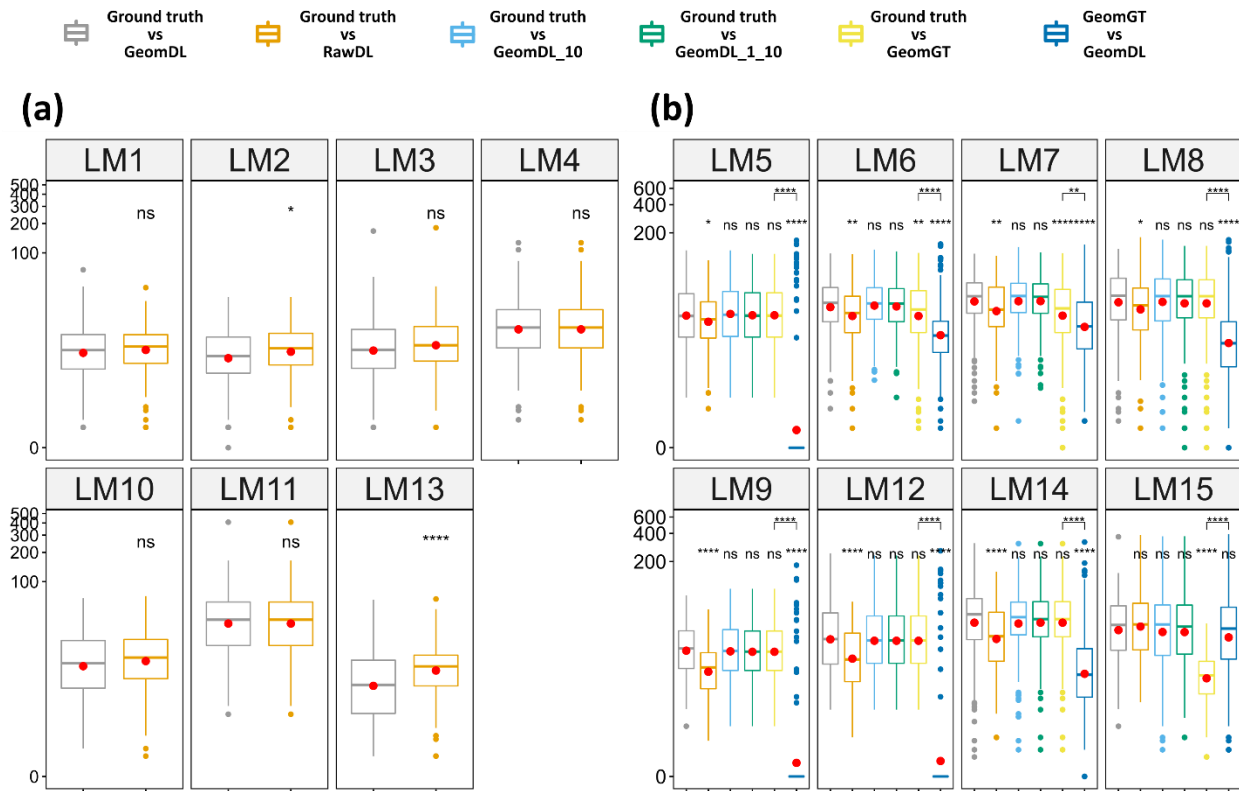 Ground truth Ground truth Ground truth Ground truth Ground truth GeomGT
vs vs vs vs vs vs
GeomDL RawDL GeomDL_10 GeomDL_1_10 GeomGT GeomDL
(a) (b)
LM1 LM2 LM3 LM4 LM5 LM6 LM7 LM8
500
400
300
200
100
0
ns * ns ns
600
400
200
0
**** **** ** ****
* ns ns ns **** ** ns ns ** **** ** ns ns **** **** * ns ns ns ****
LM10 LM11 LM13 LM9 LM12 LM14 LM15
500
400
300
200
100
0
ns ns ****
600
400
200
0
**** **** **** ****
**** ns ns ns **** **** ns ns ns **** **** ns ns ns **** ns ns ns **** ns